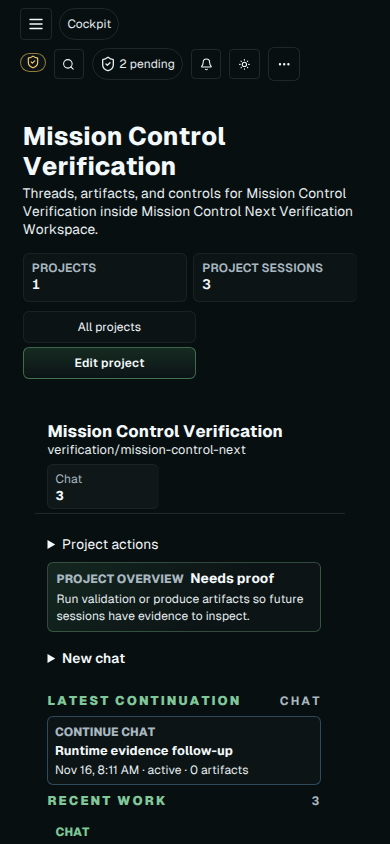 Cockpit
2 pending
Mission Control
Verification
Threads, artifacts, and controls for Mission Control
Verification inside Mission Control Next Verification
Workspace.
PROJECTS
1
PROJECT SESSIONS
3
All projects
Edit project
Mission Control Verification
verification/mission-control-next
Chat
3
Project actions
PROJECT OVERVIEW Needs proof
Run validation or produce artifacts so future
sessions have evidence to inspect.
New chat
LATEST CONTINUATION CHAT
CONTINUE CHAT
Runtime evidence follow-up
Nov 16, 8:11 AM · active · 0 artifacts
RECENT WORK 3
CHAT